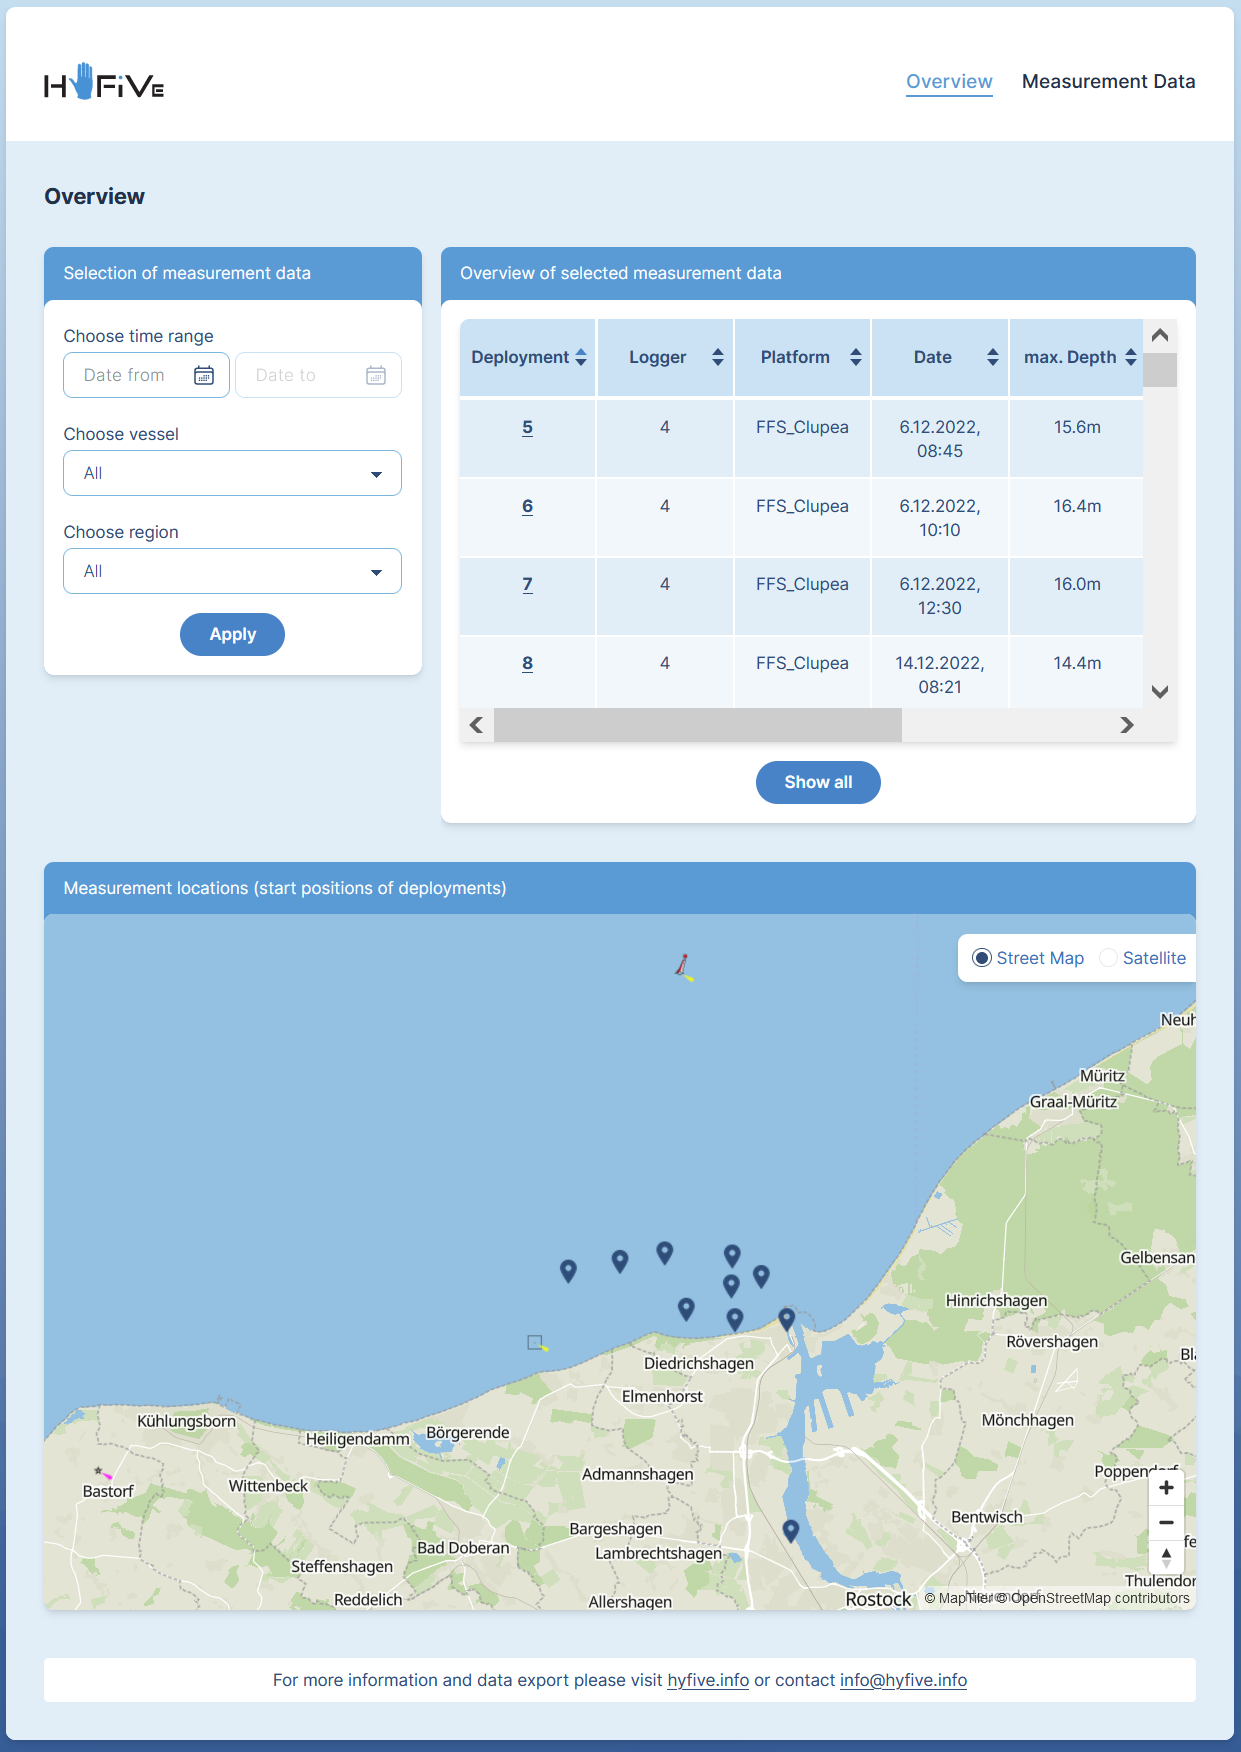 HYFiVe
Overview
Measurement Data
Overview
Selection of measurement data
Choose time range
Date from
Date to
Choose vessel
All
Choose region
All
Apply
Overview of selected measurement data
Deployment Logger Platform Date max. Depth
5 4 FFS_Clupea 6.12.2022, 15.6m
08:45
6 4 FFS_Clupea 6.12.2022, 16.4m
10:10
7 4 FFS_Clupea 6.12.2022, 16.0m
12:30
8 4 FFS_Clupea 14.12.2022, 14.4m
08:21
Show all
Measurement locations (start positions of deployments)
Street Map Satellite
Neuh
Müritz
Graal-Müritz
Gelbensan
Hinrichshagen
Rövershagen
Bl
Diedrichshagen
Elmenhorst
Kühlungsborn
Mönchhagen
Heiligendamm
Börgerende
Admannshagen
Poppendorf
Bastorf
Wittenbeck
Bentwisch
Bargeshagen
fe
Bad Doberan
Lambrechtshagen
Steffenshagen
Thulendor
Reddelich
Allershagen
Rostock
© MapTiler © OpenStreetMap contributors
For more information and data export please visit hyfive.info or contact info@hyfive.info